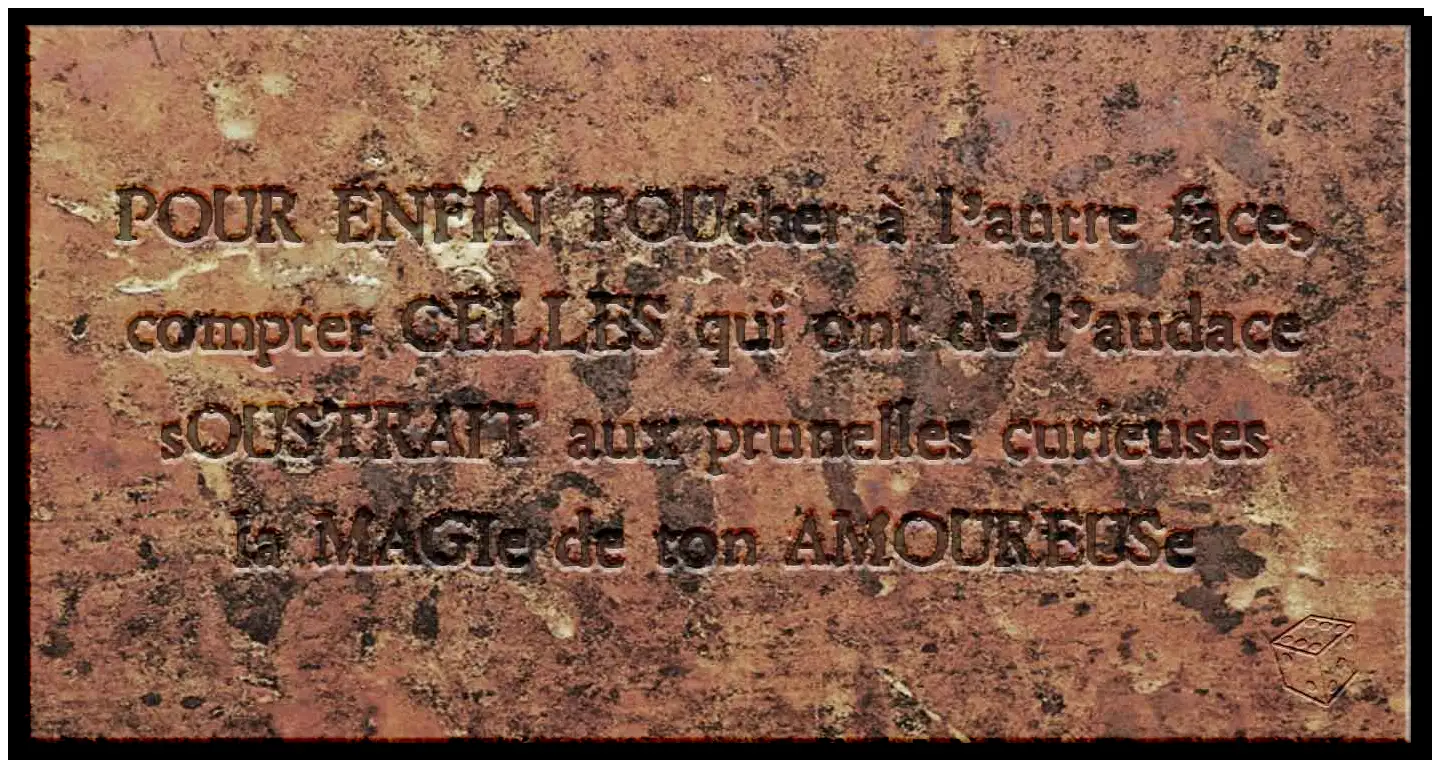 POUR ENFIN TOUcher à l'autre face,
compter CELLES qui ont de l'audace
sOUSTRAIT aux prunelles curieuses
la MAGIe de ton AMOUREUSe